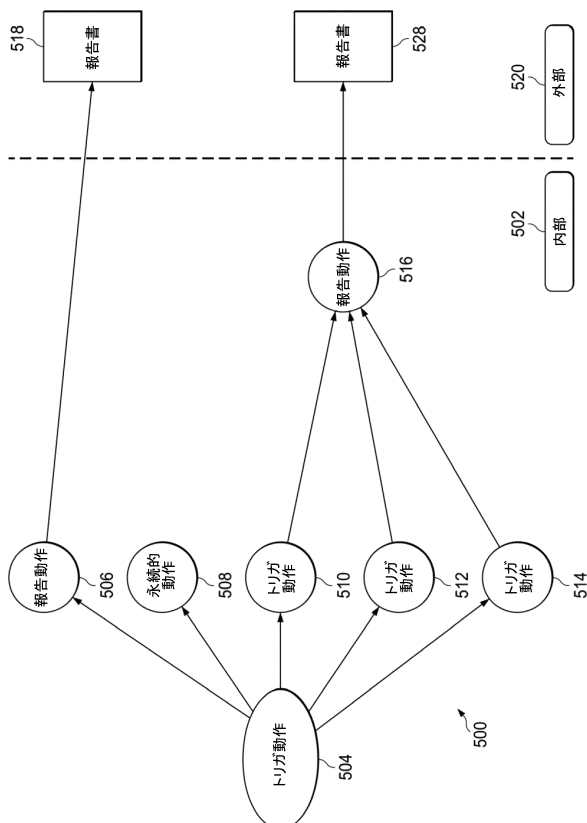 518
報告書
528
報告書
520
外部
502
内部
報告動作
516
報告動作
506
永続的
動作
508
トリガ
動作
510
トリガ
動作
512
トリガ
動作
514
トリガ動作
504
500